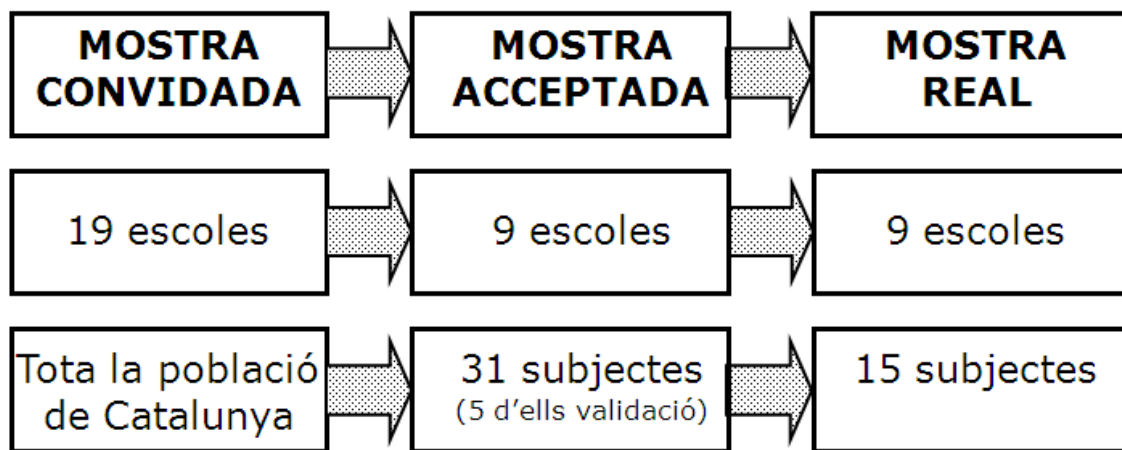 MOSTRA
CONVIDADA
MOSTRA
ACCEPTADA
MOSTRA
REAL
19 escoles
9 escoles
9 escoles
Tota la població
de Catalunya
31 subjectes
(5 d'ells validació)
15 subjectes